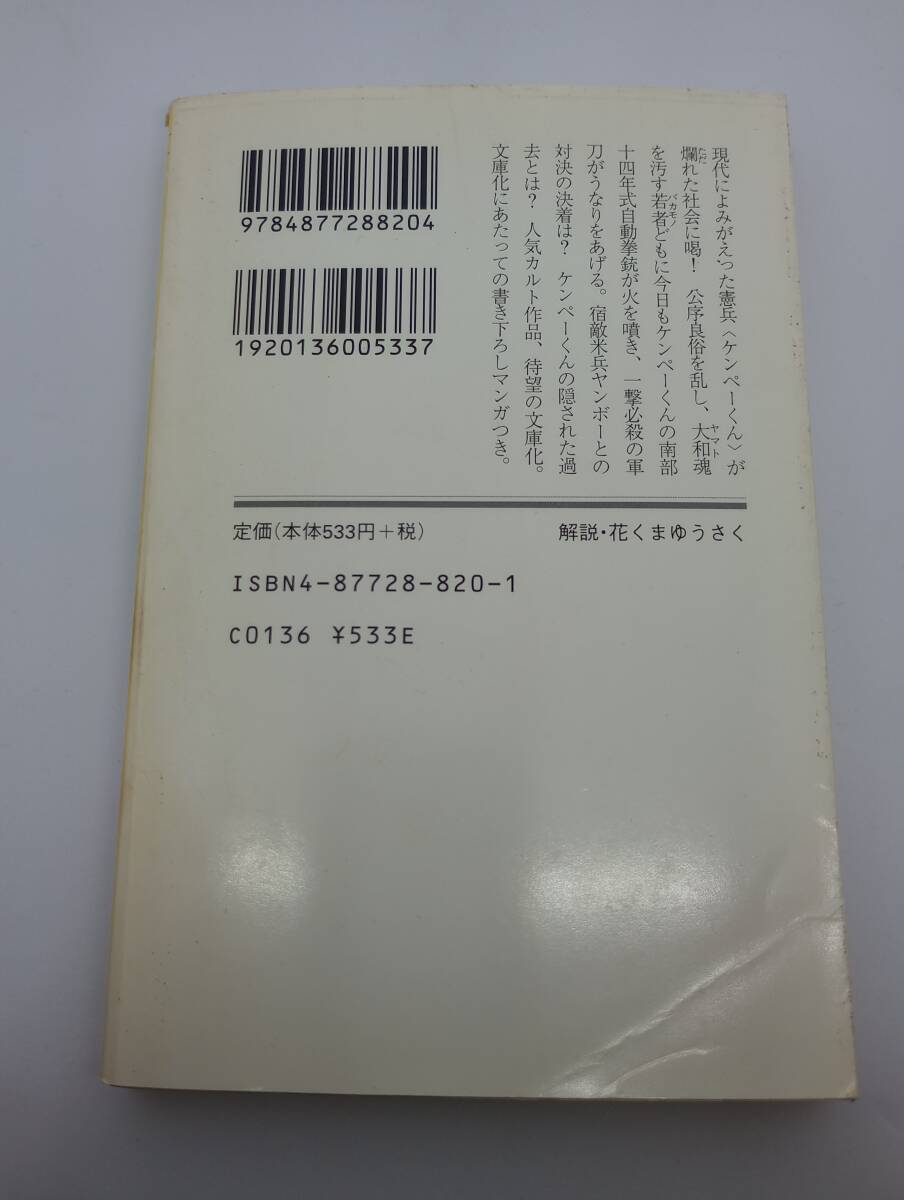 現代によみがえった憲兵〈ケンペーくん〉が
爛れた社会に喝！　公序良俗を乱し、大和魂
を汚す若者どもに今日もケンペーくんの南部
十四年式自動拳銃が火を噴き、一撃必殺の軍
刀がうなりをあげる。宿敵米兵ヤンボーとの
対決の決着は？　ケンペーくんの隠された過
去とは？　人気カルト作品、待望の文庫化。
文庫化にあたっての書き下ろしマンガつき。
ただ
ヤマト
バカモノ
9784877288204
1920136005337
定価（本体533円＋税）
解説・花くまゆうさく
ISBN4-87728-820-1
C0136 ¥533E